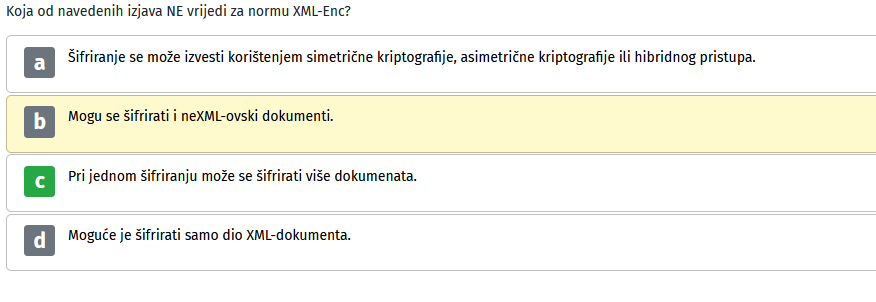 Koja od navedenih izjava NE vrijedi za normu XML-Enc?
a Šifriranje se može izvesti korištenjem simetrične kriptografije, asimetrične kriptografije ili hibridnog pristupa.
b Mogu se šifrirati i neXML-ovski dokumenti.
c Pri jednom šifriranju može se šifrirati više dokumenata.
d Moguće je šifrirati samo dio XML-dokumenta.